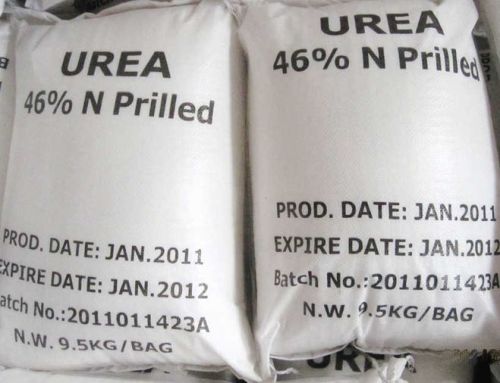 UREA
46% N Prilled
PROD. DATE: JAN.2011
EXPIRE DATE: JAN.2012
Batch No.:2011011423A
N.W. 9.5KG/BAG
UREA
46% N Prilled
PROD. DATE: JAN.2011
EXPIRE DATE: JAN.2012
Batch No.:2011011423A
N.W. 9.5KG/BAG
UREA